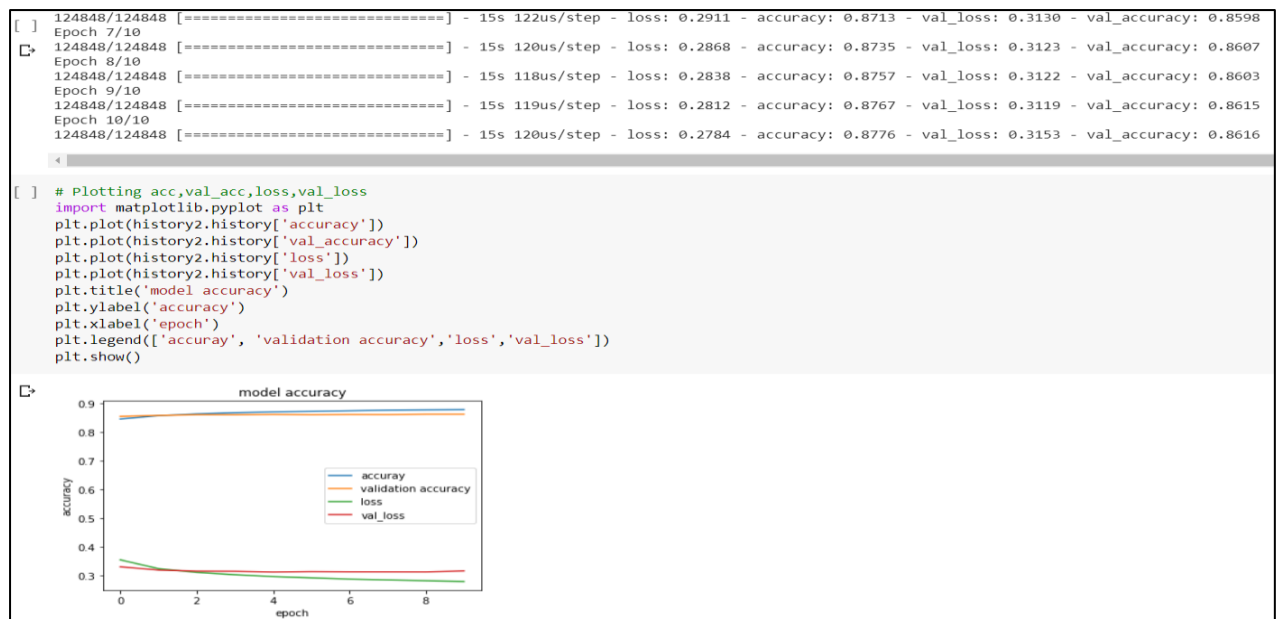 124848/124848 [==============================] - 15s 122us/step - loss: 0.2911 - accuracy: 0.8713 - val_loss: 0.3130 - val_accuracy: 0.8598
[ ] Epoch 7/10
124848/124848 [==============================] - 15s 120us/step - loss: 0.2868 - accuracy: 0.8735 - val_loss: 0.3123 - val_accuracy: 0.8607
Epoch 8/10
124848/124848 [==============================] - 15s 118us/step - loss: 0.2838 - accuracy: 0.8757 - val_loss: 0.3122 - val_accuracy: 0.8603
Epoch 9/10
124848/124848 [==============================] - 15s 119us/step - loss: 0.2812 - accuracy: 0.8767 - val_loss: 0.3119 - val_accuracy: 0.8615
Epoch 10/10
124848/124848 [==============================] - 15s 120us/step - loss: 0.2784 - accuracy: 0.8776 - val_loss: 0.3153 - val_accuracy: 0.8616
[ ] # Plotting acc,val_acc,loss,val_loss
import matplotlib.pyplot as plt
plt.plot(history2.history['accuracy'])
plt.plot(history2.history['val_accuracy'])
plt.plot(history2.history['loss'])
plt.plot(history2.history['val_loss'])
plt.title('model accuracy')
plt.ylabel('accuracy')
plt.xlabel('epoch')
plt.legend(['accuray', 'validation accuracy','loss','val_loss'])
plt.show()
model accuracy
0.9
0.8
0.7
0.6
0.5
0.4
0.3
accuracy
accuray
validation accuracy
loss
val_loss
0 2 4 6 8
epoch